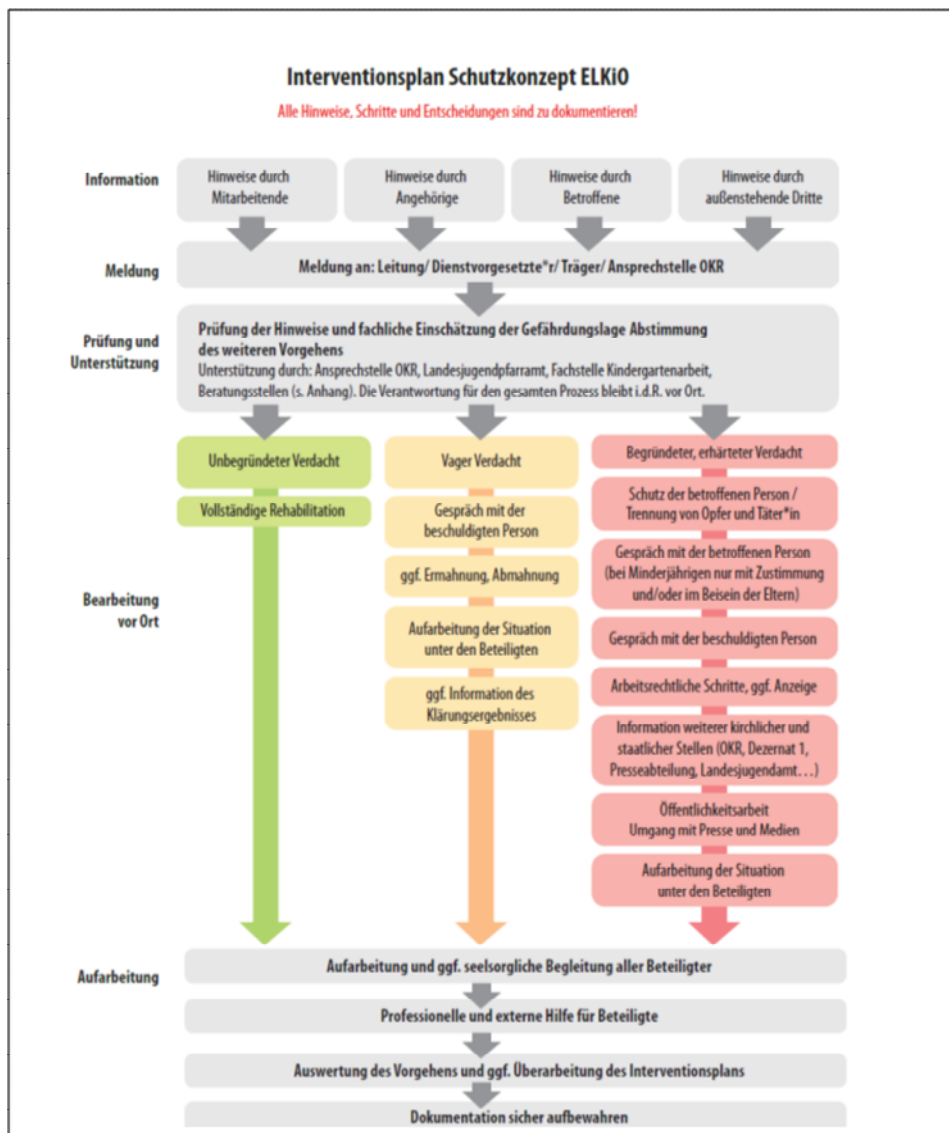 Interventionsplan Schutzkonzept ELKiO
Alle Hinweise, Schritte und Entscheidungen sind zu dokumentieren!
Information
Hinweise durch
Mitarbeitende
Hinweise durch
Angehörige
Hinweise durch
Betroffene
Hinweise durch
außenstehende Dritte
Meldung
Meldung an: Leitung/ Dienstvorgesetzte*r/ Träger/ Ansprechstelle OKR
Prüfung und
Unterstützung
Prüfung der Hinweise und fachliche Einschätzung der Gefährdungslage Abstimmung
des weiteren Vorgehens
Unterstützung durch: Ansprechstelle OKR, Landesjugendpfarramt, Fachstelle Kindergartenarbeit,
Beratungsstellen (s. Anhang). Die Verantwortung für den gesamten Prozess bleibt i.d.R. vor Ort.
Bearbeitung
vor Ort
Unbegründeter Verdacht
Vollständige Rehabilitation
Vager Verdacht
Gespräch mit der
beschuldigten Person
ggf. Ermahnung, Abmahnung
Aufarbeitung der Situation
unter den Beteiligten
ggf. Information des
Klärungsergebnisses
Begründeter, erhärteter Verdacht
Schutz der betroffenen Person /
Trennung von Opfer und Täter*in
Gespräch mit der betroffenen Person
(bei Minderjährigen nur mit Zustimmung
und/oder im Beisein der Eltern)
Gespräch mit der beschuldigten Person
Arbeitsrechtliche Schritte, ggf. Anzeige
Information weiterer kirchlicher und
staatlicher Stellen (OKR, Dezernat 1,
Presseabteilung, Landesjugendamt…)
Öffentlichkeitsarbeit
Umgang mit Presse und Medien
Aufarbeitung der Situation
unter den Beteiligten
Aufarbeitung
Aufarbeitung und ggf. seelsorgliche Begleitung aller Beteiligter
Professionelle und externe Hilfe für Beteiligte
Auswertung des Vorgehens und ggf. Überarbeitung des Interventionsplans
Dokumentation sicher aufbewahren